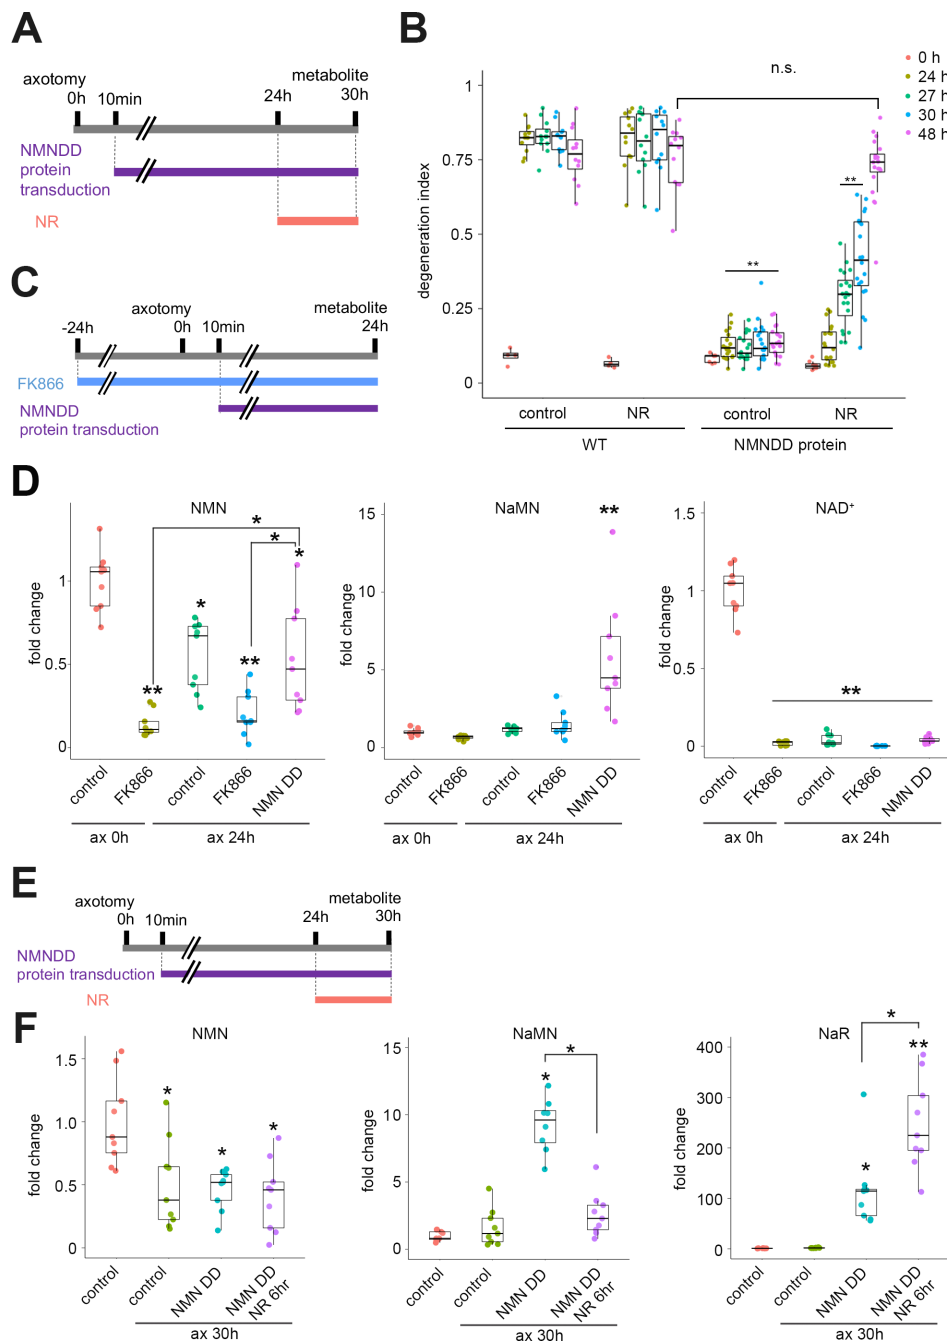 A
axotomy
metabolite
0h
10min
24h
30h
NMNDD
protein
transduction
NR
B
n.s.
0 h
24 h
27 h
30 h
48 h
1
0.75
0.5
0.25
0
degeneration index
**
**
control
NR
control
NR
WT
NMNDD protein
C
axotomy
metabolite
-24h
0h
10min
24h
FK866
NMNDD
protein transduction
D
NMN
fold change
1
0.5
0
**
*
**
*
*
*
control
FK866
control
FK866
NMN DD
ax 0h
ax 24h
NaMN
fold change
15
10
5
0
**
control
FK866
control
FK866
NMN DD
ax 0h
ax 24h
NAD⁺
fold change
1.5
1
0.5
0
**
control
FK866
control
FK866
NMN DD
ax 0h
ax 24h
E
axotomy
metabolite
0h
10min
24h
30h
NMNDD
protein transduction
NR
F
NMN
fold change
1.5
1.0
0.5
0
*
*
*
control
control
NMN DD
NMN DD
NR 6hr
ax 30h
NaMN
fold change
15
10
5
0
*
*
control
control
NMN DD
NMN DD
NR 6hr
ax 30h
NaR
fold change
400
300
200
100
0
*
*
**
control
control
NMN DD
NMN DD
NR 6hr
ax 30h